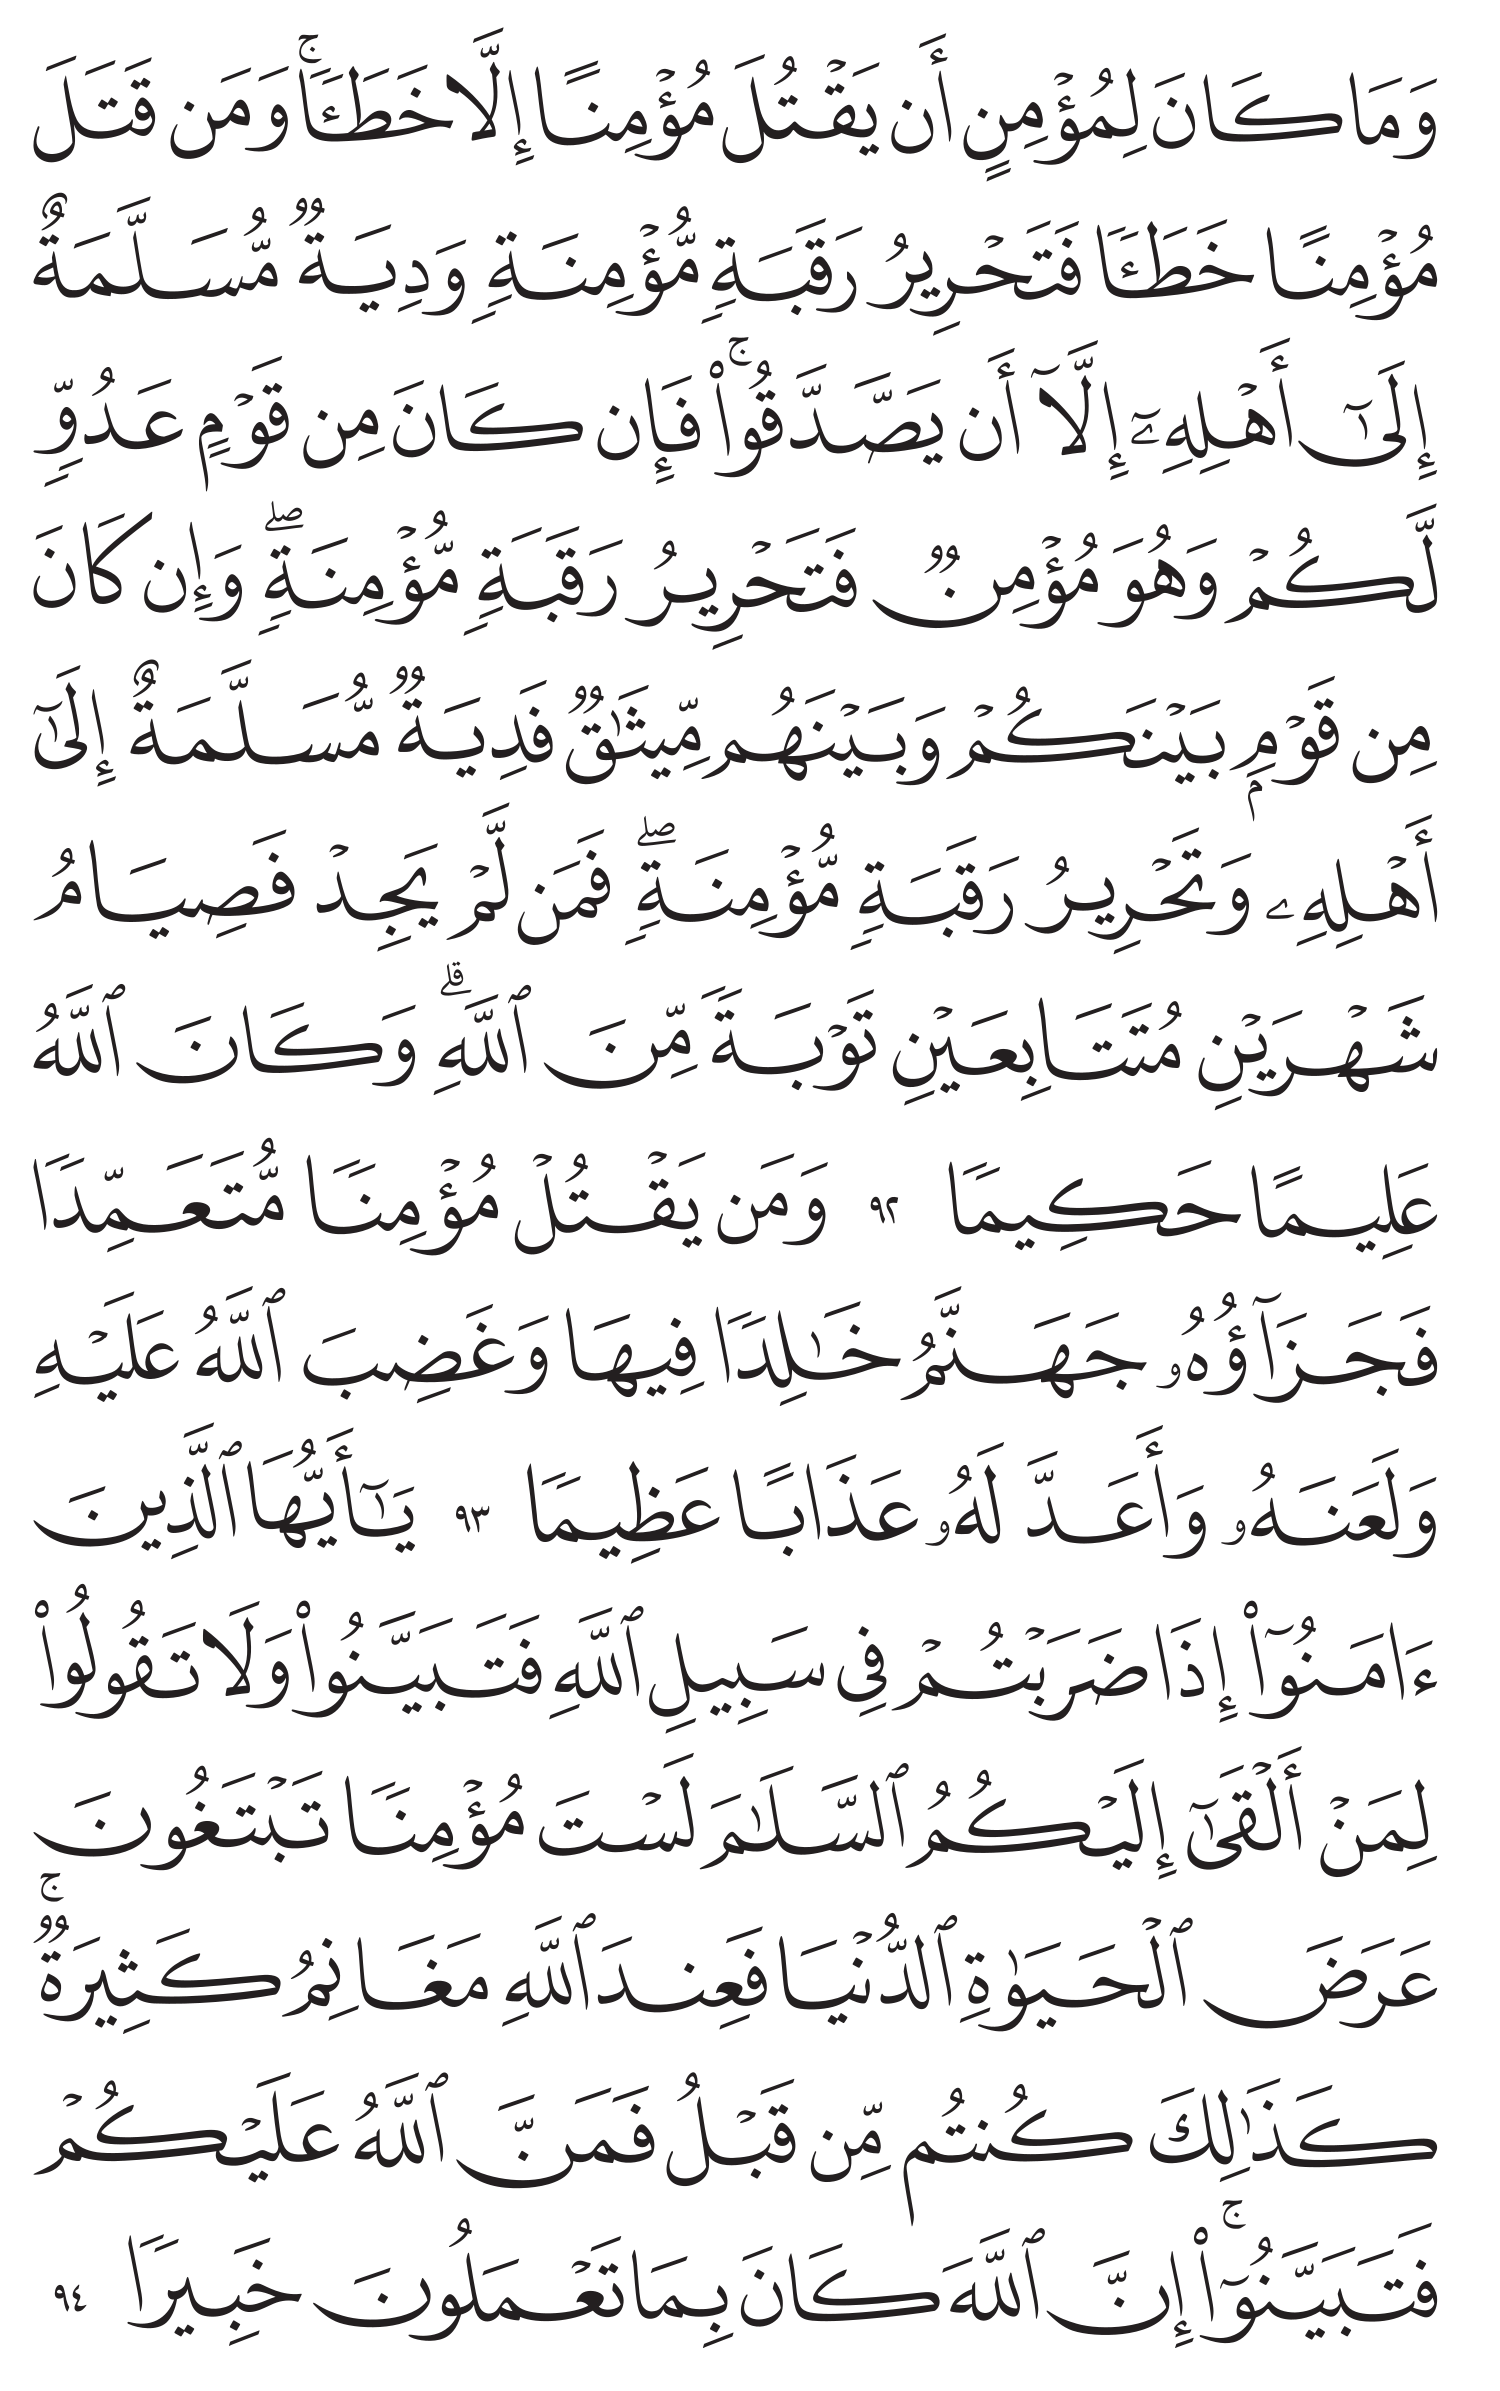 وَمَا كَانَ لِمُؤْمِنٍ أَن يَقْتُلَ مُؤْمِنًا إِلَّا خَطَـًٔا ۚ وَمَن قَتَلَ
مُؤْمِنًا خَطَـًٔا فَتَحْرِيرُ رَقَبَةٍ مُّؤْمِنَةٍ وَدِيَةٌ مُّسَلَّمَةٌ
إِلَىٰٓ أَهْلِهِۦٓ إِلَّآ أَن يَصَّدَّقُوا۟ ۚ فَإِن كَانَ مِن قَوْمٍ عَدُوٍّ
لَّكُمْ وَهُوَ مُؤْمِنٌ فَتَحْرِيرُ رَقَبَةٍ مُّؤْمِنَةٍ ۖ وَإِن كَانَ
مِن قَوْمٍۭ بَيْنَكُمْ وَبَيْنَهُم مِّيثَـٰقٌ فَدِيَةٌ مُّسَلَّمَةٌ إِلَىٰٓ
أَهْلِهِۦ وَتَحْرِيرُ رَقَبَةٍ مُّؤْمِنَةٍ ۖ فَمَن لَّمْ يَجِدْ فَصِيَامُ
شَهْرَيْنِ مُتَتَابِعَيْنِ تَوْبَةً مِّنَ ٱللَّهِ ۗ وَكَانَ ٱللَّهُ
عَلِيمًا حَكِيمًا ٩٢ وَمَن يَقْتُلْ مُؤْمِنًا مُّتَعَمِّدًا
فَجَزَآؤُهُۥ جَهَنَّمُ خَـٰلِدًا فِيهَا وَغَضِبَ ٱللَّهُ عَلَيْهِ
وَلَعَنَهُۥ وَأَعَدَّ لَهُۥ عَذَابًا عَظِيمًا ٩٣ يَـٰٓأَيُّهَا ٱلَّذِينَ
ءَامَنُوٓا۟ إِذَا ضَرَبْتُمْ فِى سَبِيلِ ٱللَّهِ فَتَبَيَّنُوا۟ وَلَا تَقُولُوا۟
لِمَنْ أَلْقَىٰٓ إِلَيْكُمُ ٱلسَّلَـٰمَ لَسْتَ مُؤْمِنًا تَبْتَغُونَ
عَرَضَ ٱلْحَيَوٰةِ ٱلدُّنْيَا فَعِندَ ٱللَّهِ مَغَانِمُ كَثِيرَةٌ ۚ
كَذَٰلِكَ كُنتُم مِّن قَبْلُ فَمَنَّ ٱللَّهُ عَلَيْكُمْ
فَتَبَيَّنُوٓا۟ ۚ إِنَّ ٱللَّهَ كَانَ بِمَا تَعْمَلُونَ خَبِيرًا ٩٤